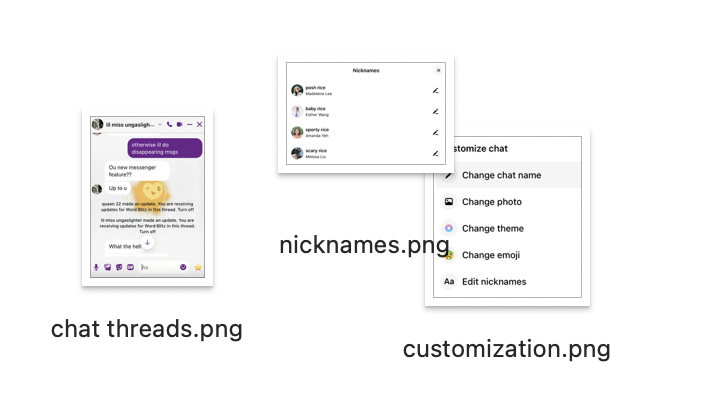 lil miss ungasligh...
otherwise ill do
disappearing msgs
Ou new messenger
feature??
Up to u
queen 22 made an update. You are receiving
updates for Word Blitz in this thread. Turn off
lil miss ungaslighter made an update. You are
receiving updates for Word Blitz in this thread.
Turn off
What the hell
Aa
chat threads.png
Nicknames
posh rice
Madeleine Lee
baby rice
Esther Wang
sporty rice
Amanda Yeh
scary rice
Melissa Liu
nicknames.png
ustomize chat
Change chat name
Change photo
Change theme
Change emoji
Aa Edit nicknames
customization.png